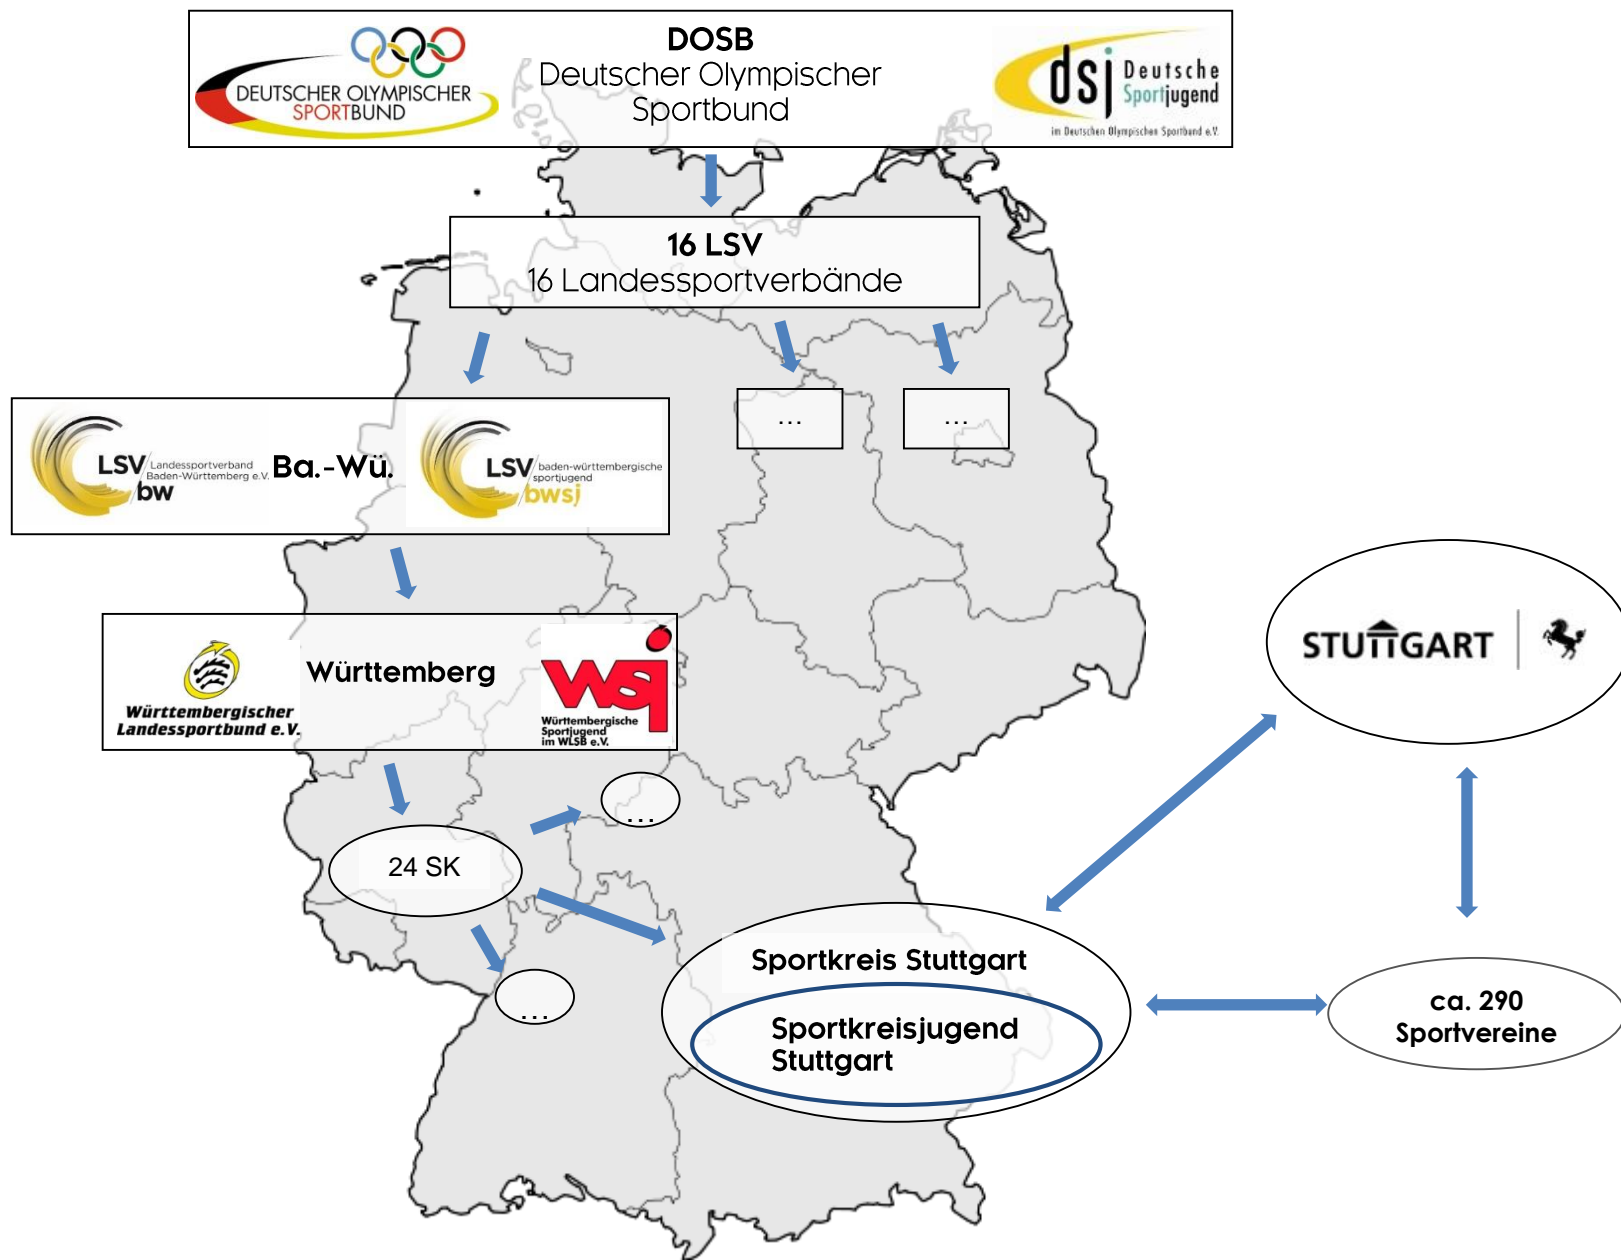 DEUTSCHER OLYMPISCHER
SPORTBUND
DOSB
Deutscher Olympischer
Sportbund
dsj Deutsche
Sportjugend
im Deutschen Olympischen Sportbund e.V.
16 LSV
16 Landessportverbände
LSV Landessportverband
Baden-Württemberg e.V.
bw
Ba.-Wü.
LSV baden-württembergische
sportjugend
bwsj
...
...
Württembergischer
Landessportbund e.V.
Württemberg
wsj
Württembergische
Sportjugend
im WLSB e.V.
STUTTGART
...
24 SK
...
Sportkreis Stuttgart
Sportkreisjugend
Stuttgart
ca. 290
Sportvereine